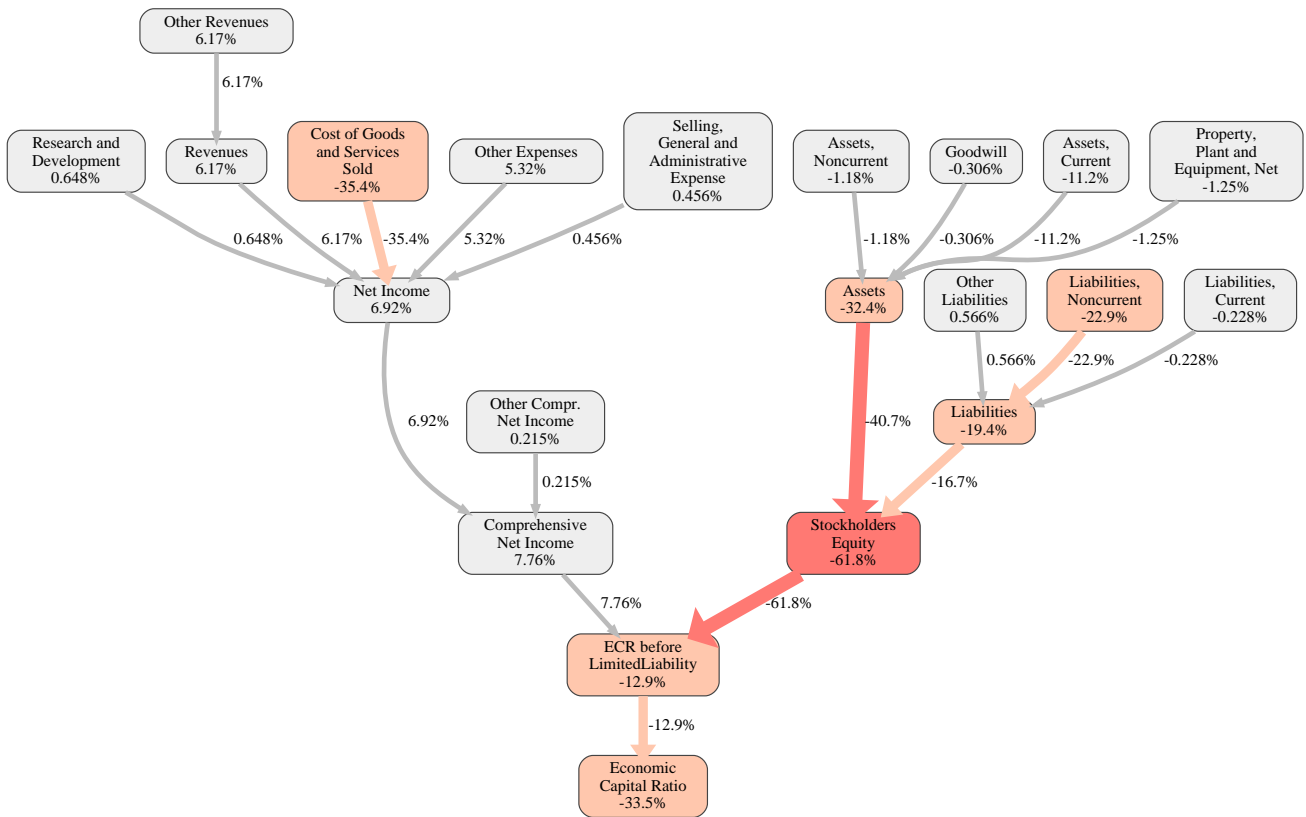 Other Revenues
6.17%
6.17%
Research and
Development
0.648%
Revenues
6.17%
Cost of Goods
and Services
Sold
-35.4%
Other Expenses
5.32%
Selling,
General and
Administrative
Expense
0.456%
Assets,
Noncurrent
-1.18%
Goodwill
-0.306%
Assets,
Current
-11.2%
Property,
Plant and
Equipment, Net
-1.25%
0.648%
6.17%
-35.4%
5.32%
0.456%
-1.18%
-0.306%
-11.2%
-1.25%
Net Income
6.92%
Assets
-32.4%
Other
Liabilities
0.566%
Liabilities,
Noncurrent
-22.9%
Liabilities,
Current
-0.228%
0.566%
-22.9%
-0.228%
6.92%
Other Compr.
Net Income
0.215%
-40.7%
Liabilities
-19.4%
0.215%
-16.7%
Comprehensive
Net Income
7.76%
Stockholders
Equity
-61.8%
7.76%
-61.8%
ECR before
LimitedLiability
-12.9%
-12.9%
Economic
Capital Ratio
-33.5%